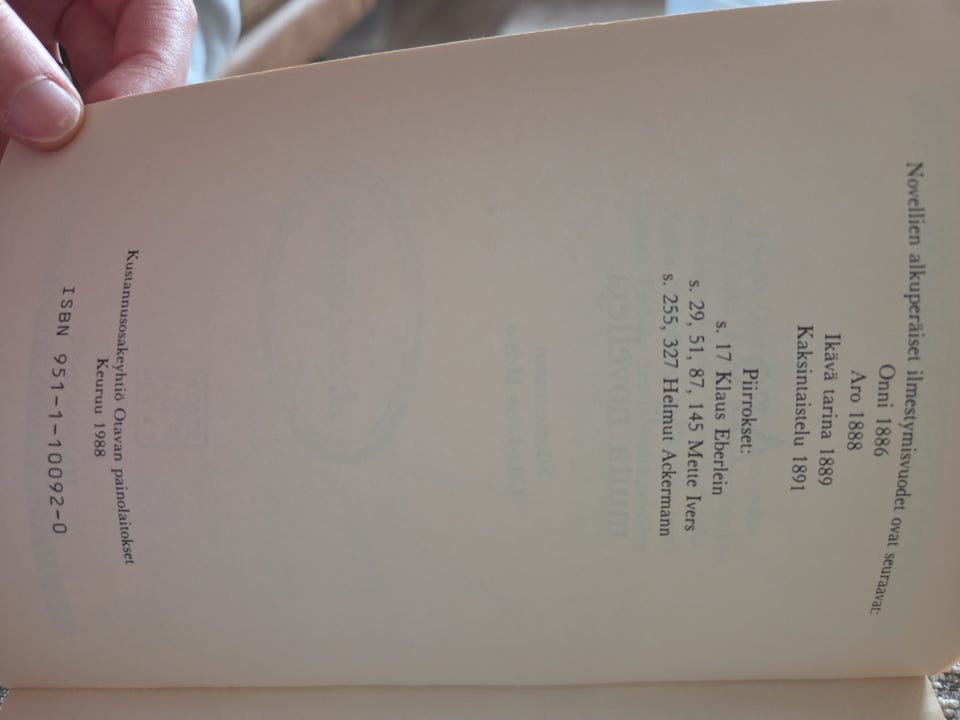 Novellien alkuperäiset ilmestymisvuodet ovat seuraavat:
Onni 1886
Aro 1888
Ikävä tarina 1889
Kaksintaistelu 1891
Piirrokset:
s. 17 Klaus Eberlein
s. 29, 51, 87, 145 Mette Ivers
s. 255, 327 Helmut Ackermann
Kustannusosakeyhtiö Otavan painolaitokset
Keuruu 1988
ISBN 951-1-10092-0